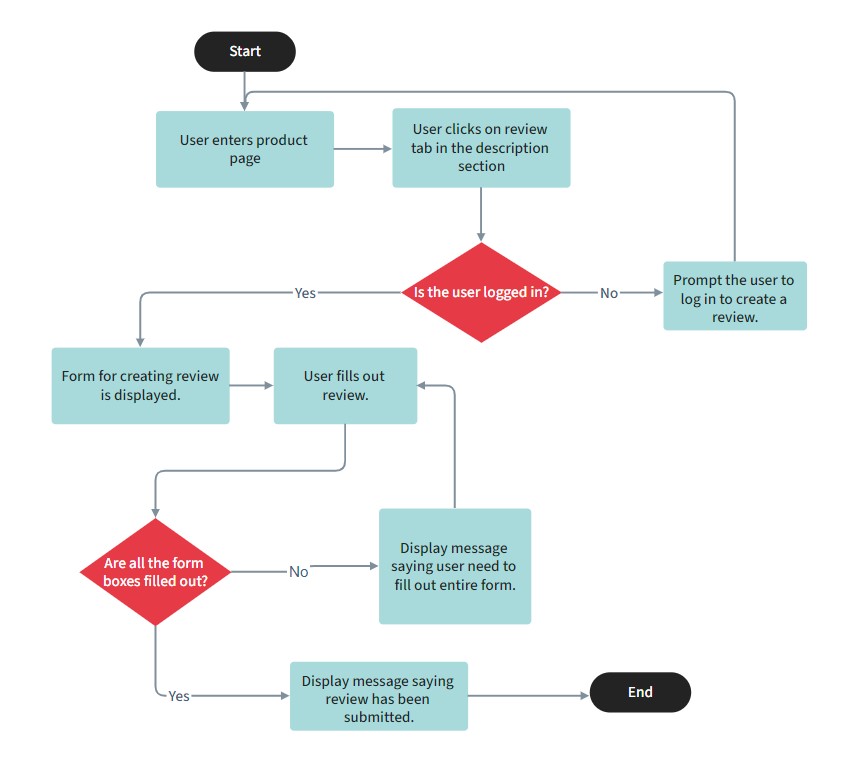 Start
User enters product
page
User clicks on review
tab in the description
section
Is the user logged in?
Yes
No
Prompt the user to
log in to create a
review.
Form for creating review
is displayed.
User fills out
review.
Are all the form
boxes filled out?
No
Display message
saying user need to
fill out entire form.
Yes
Display message saying
review has been
submitted.
End